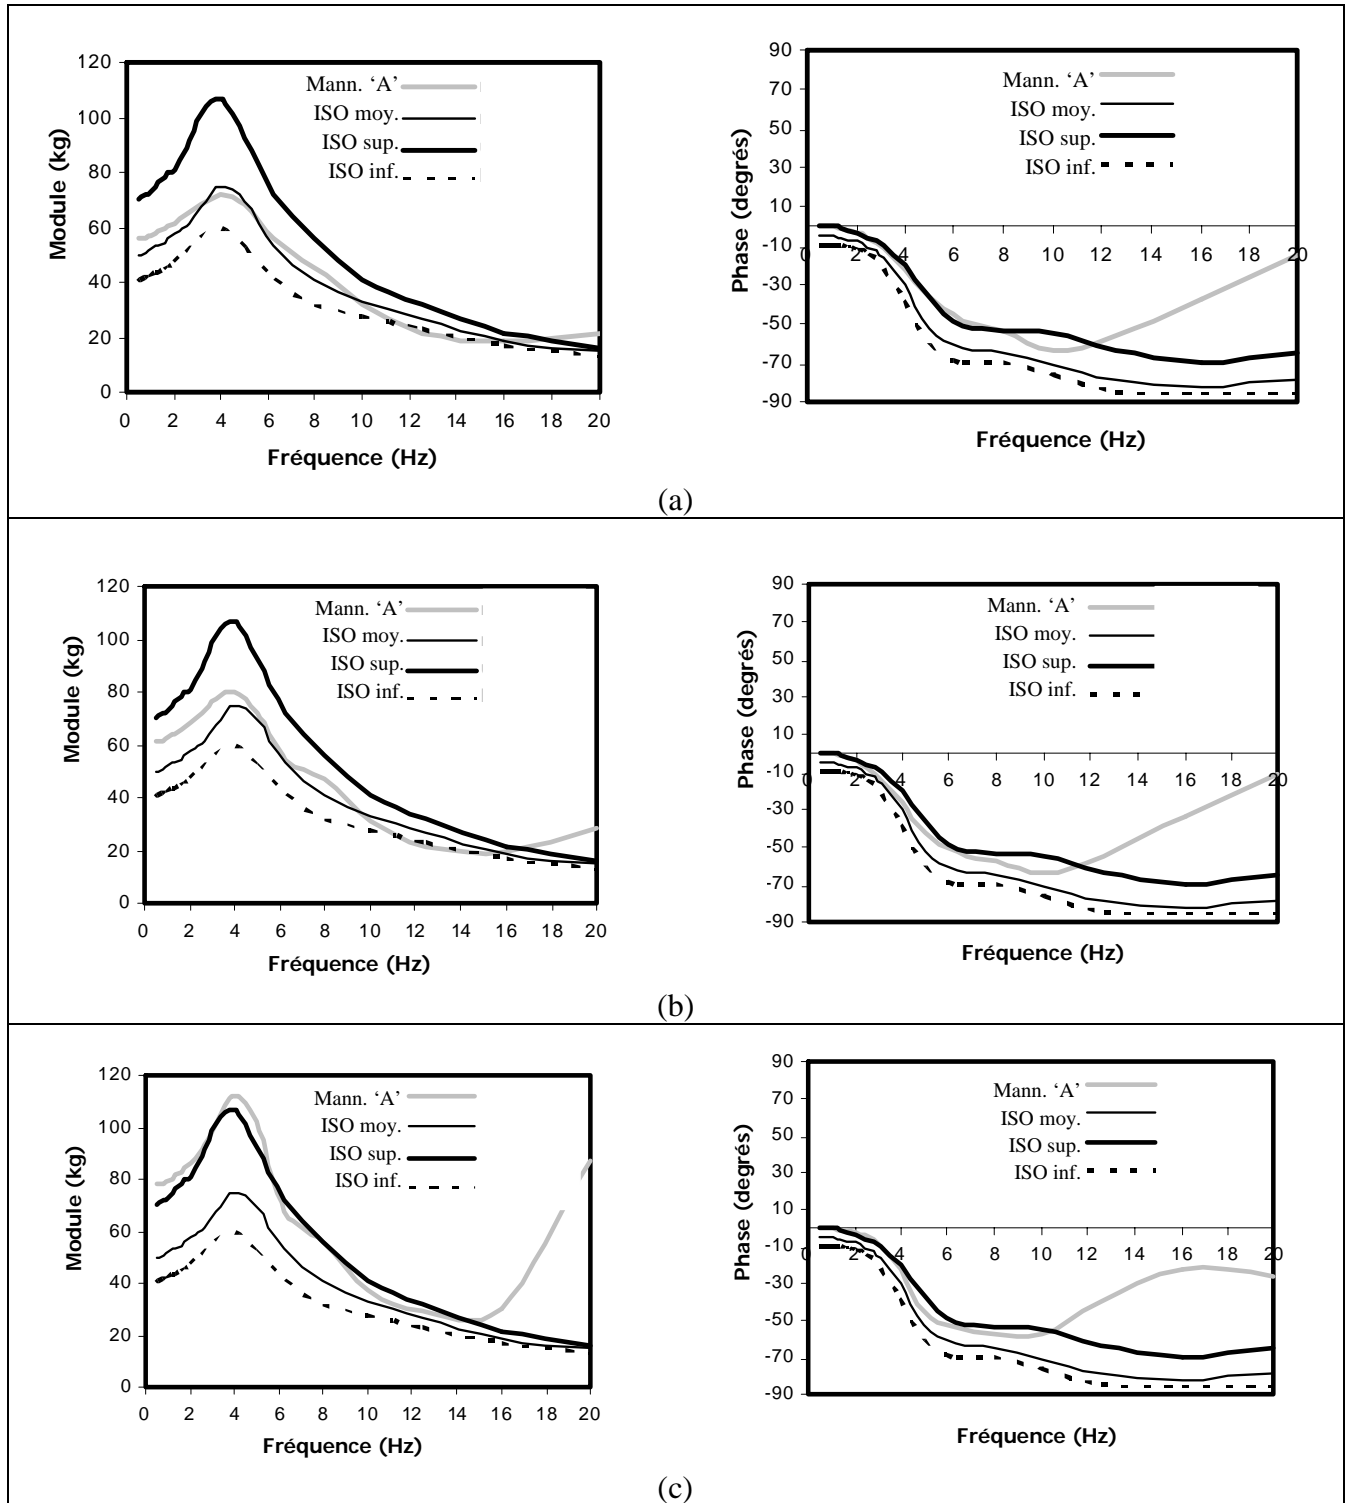 120
100
80
60
40
20
0
0 2 4 6 8 10 12 14 16 18 20
Module (kg)
Fréquence (Hz)
Mann. ‘A’
ISO moy.
ISO sup.
ISO inf.
90
70
50
30
10
-10
-30
-50
-70
-90
0 2 4 6 8 10 12 14 16 18 20
Phase (degrés)
Fréquence (Hz)
Mann. ‘A’
ISO moy.
ISO sup.
ISO inf.
(a)
120
100
80
60
40
20
0
0 2 4 6 8 10 12 14 16 18 20
Module (kg)
Fréquence (Hz)
Mann. ‘A’
ISO moy.
ISO sup.
ISO inf.
90
70
50
30
10
-10
-30
-50
-70
-90
0 2 4 6 8 10 12 14 16 18 20
Phase (degrés)
Fréquence (Hz)
Mann. ‘A’
ISO moy.
ISO sup.
ISO inf.
(b)
120
100
80
60
40
20
0
0 2 4 6 8 10 12 14 16 18 20
Module (kg)
Fréquence (Hz)
Mann. ‘A’
ISO moy.
ISO sup.
ISO inf.
90
70
50
30
10
-10
-30
-50
-70
-90
0 2 4 6 8 10 12 14 16 18 20
Phase (degrés)
Fréquence (Hz)
Mann. ‘A’
ISO moy.
ISO sup.
ISO inf.
(c)